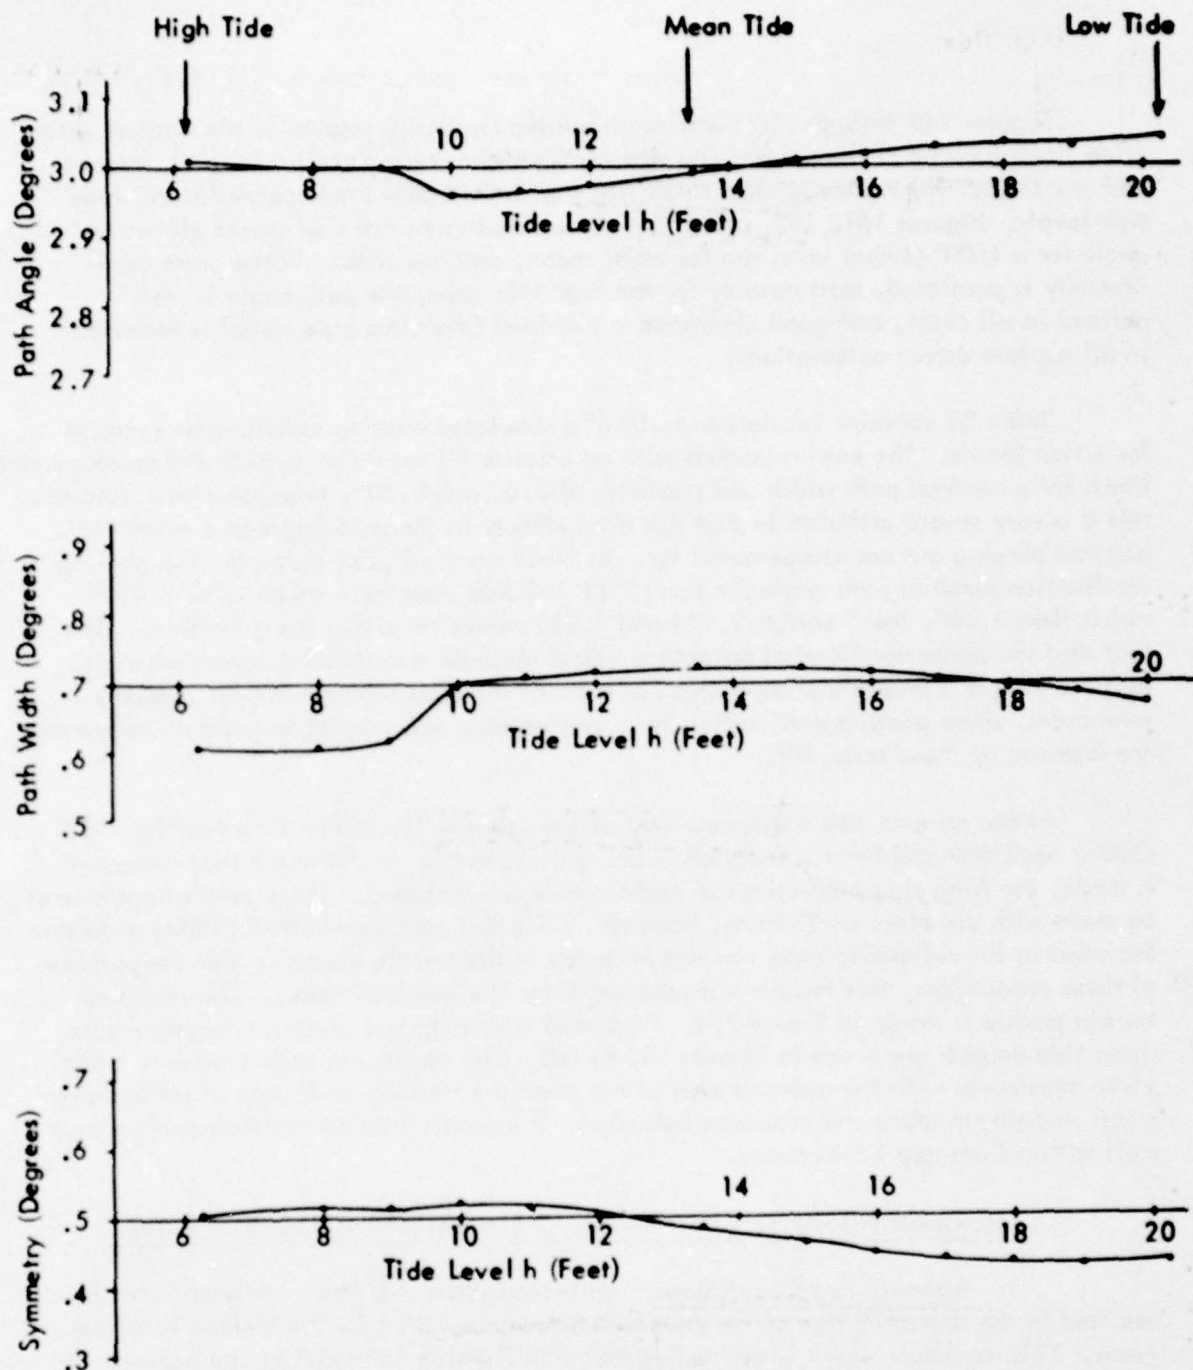 High Tide Mean Tide Low Tide
Path Angle (Degrees)
3.1
3.0
2.9
2.8
2.7
6 8 10 12 14 16 18 20
Tide Level h (Feet)
Path Width (Degrees)
.9
.8
.7
.6
.5
6 8 10 12 14 16 18 20
Tide Level h (Feet)
Symmetry (Degrees)
.7
.6
.5
.4
.3
6 8 10 12 14 16 18 20
Tide Level h (Feet)